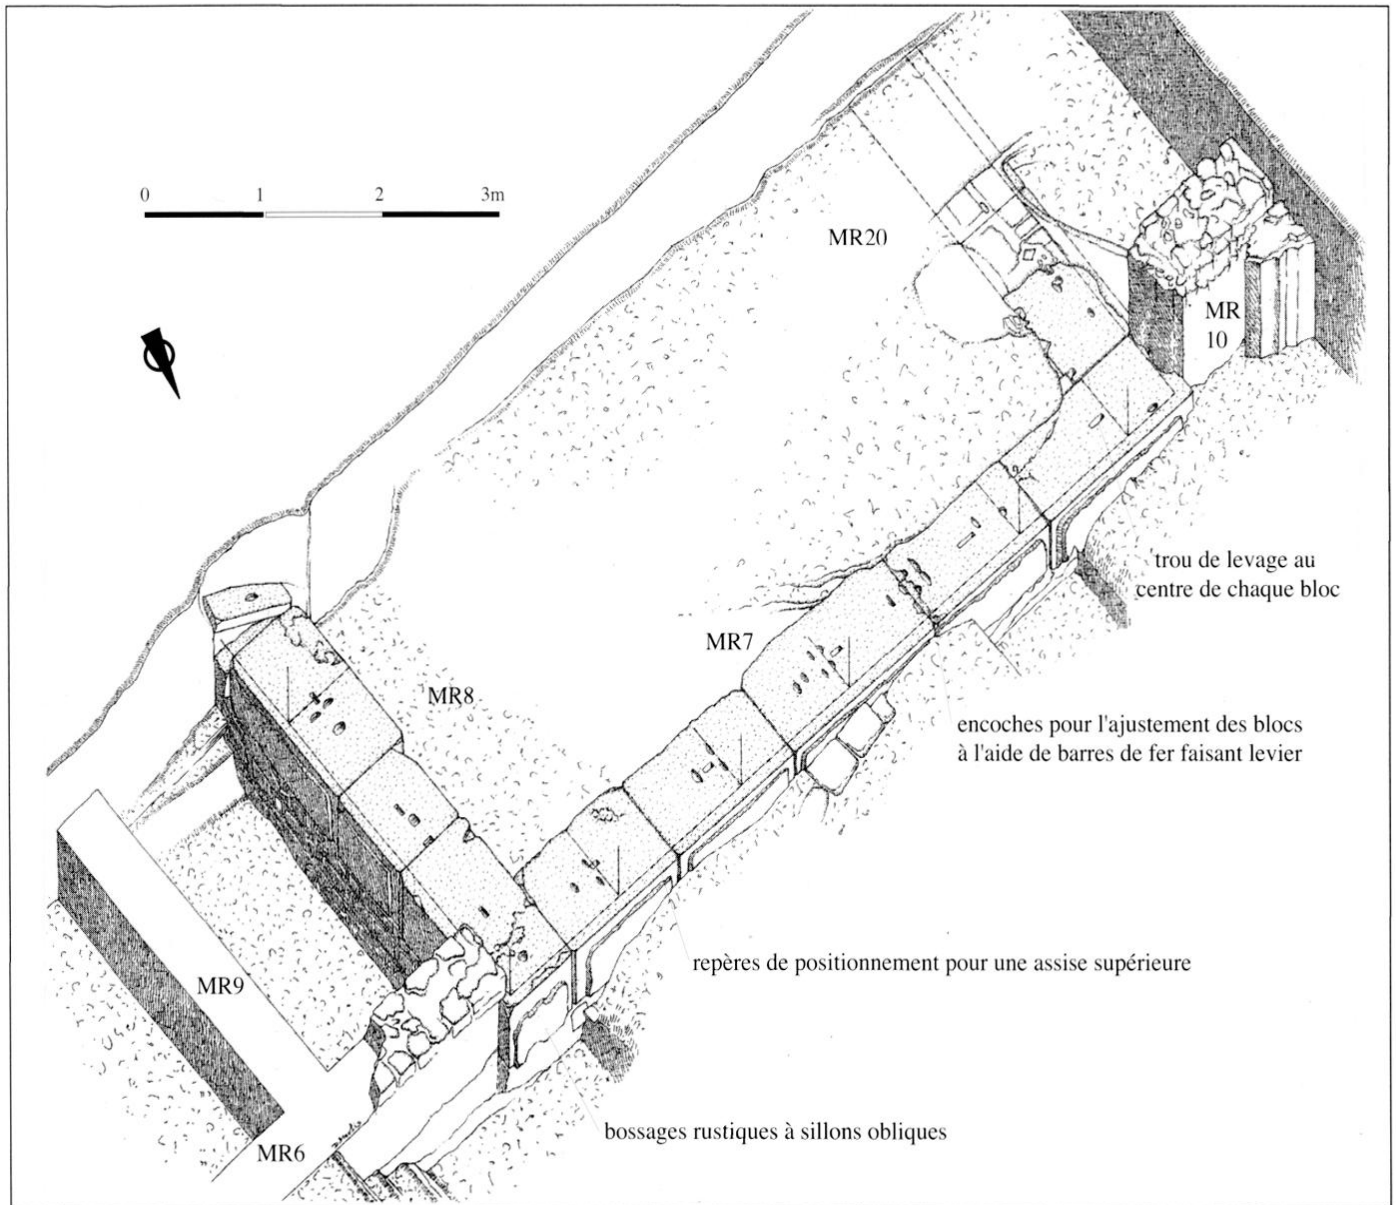 0 1 2 3m
MR20
MR
10
trou de levage au
centre de chaque bloc
MR7
MR8
encoches pour l'ajustement des blocs
à l'aide de barres de fer faisant levier
repères de positionnement pour une assise supérieure
MR9
bossages rustiques à sillons obliques
MR6